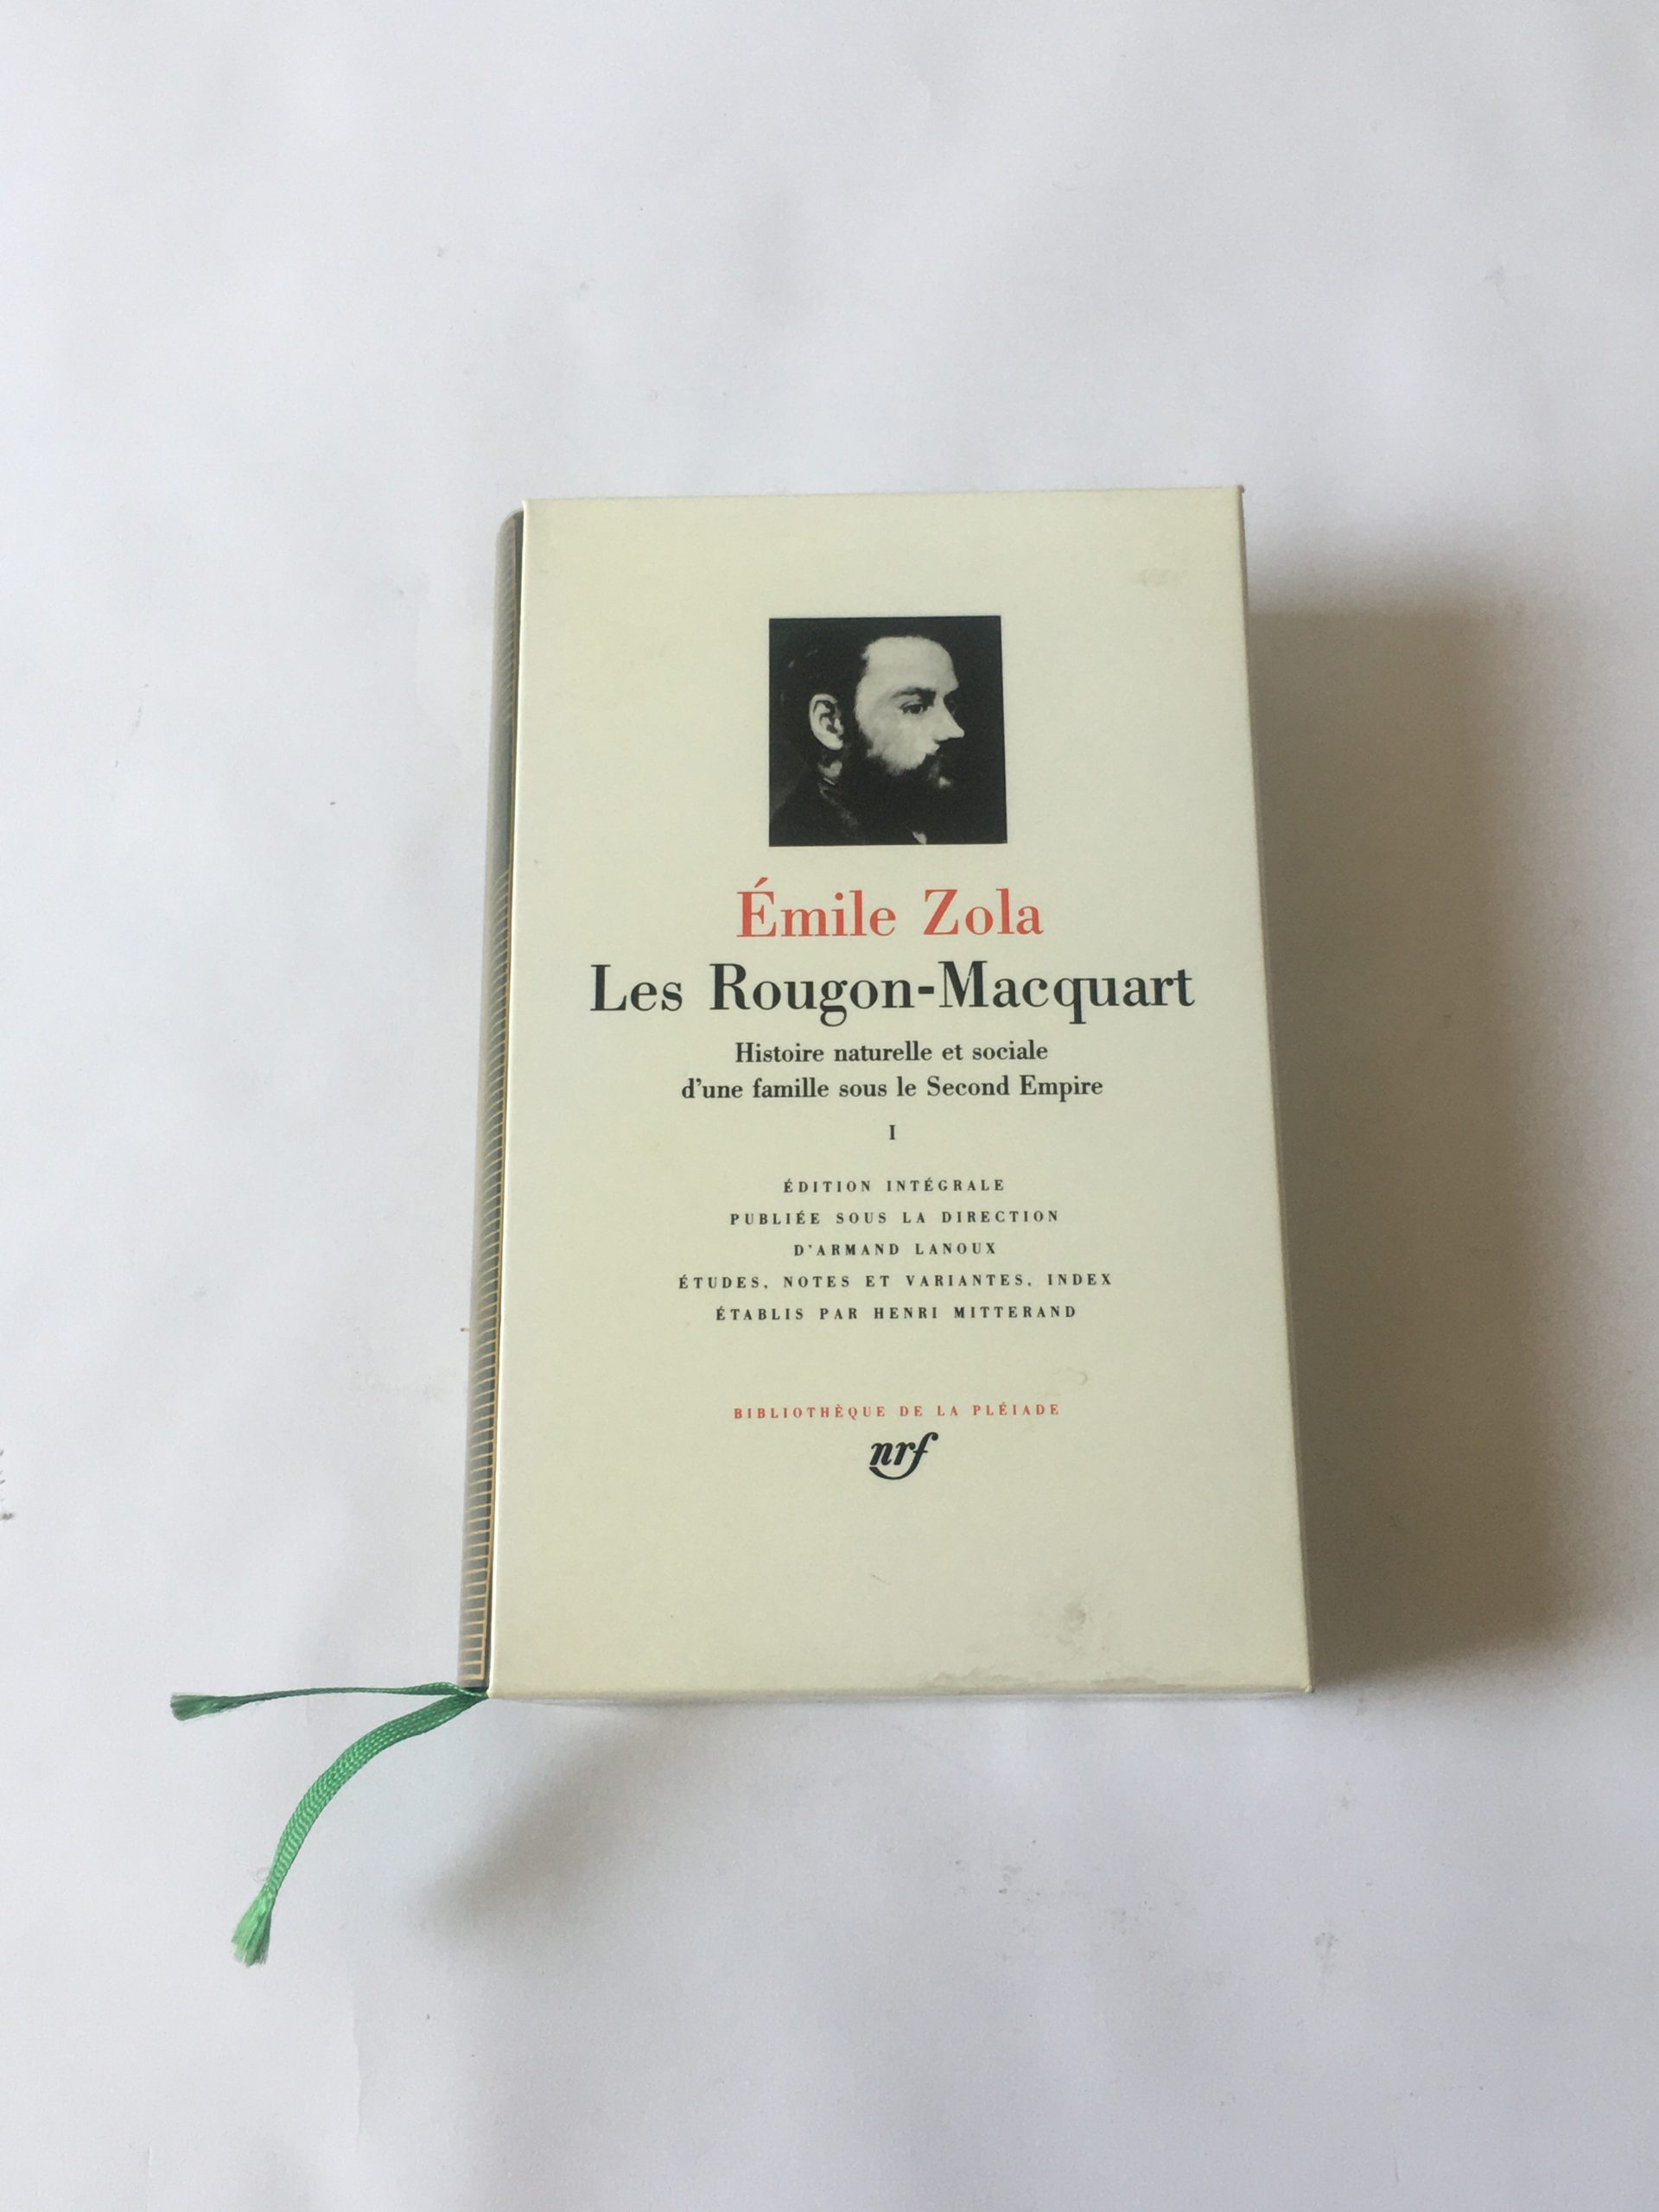 Émile Zola
Les Rougon-Macquart
Histoire naturelle et sociale
d'une famille sous le Second Empire
I
ÉDITION INTÉGRALE
PUBLIÉE SOUS LA DIRECTION
D'ARMAND LANOUX
ÉTUDES, NOTES ET VARIANTES, INDEX
ÉTABLIS PAR HENRI MITTERAND
BIBLIOTHÈQUE DE LA PLÉIADE
nrf